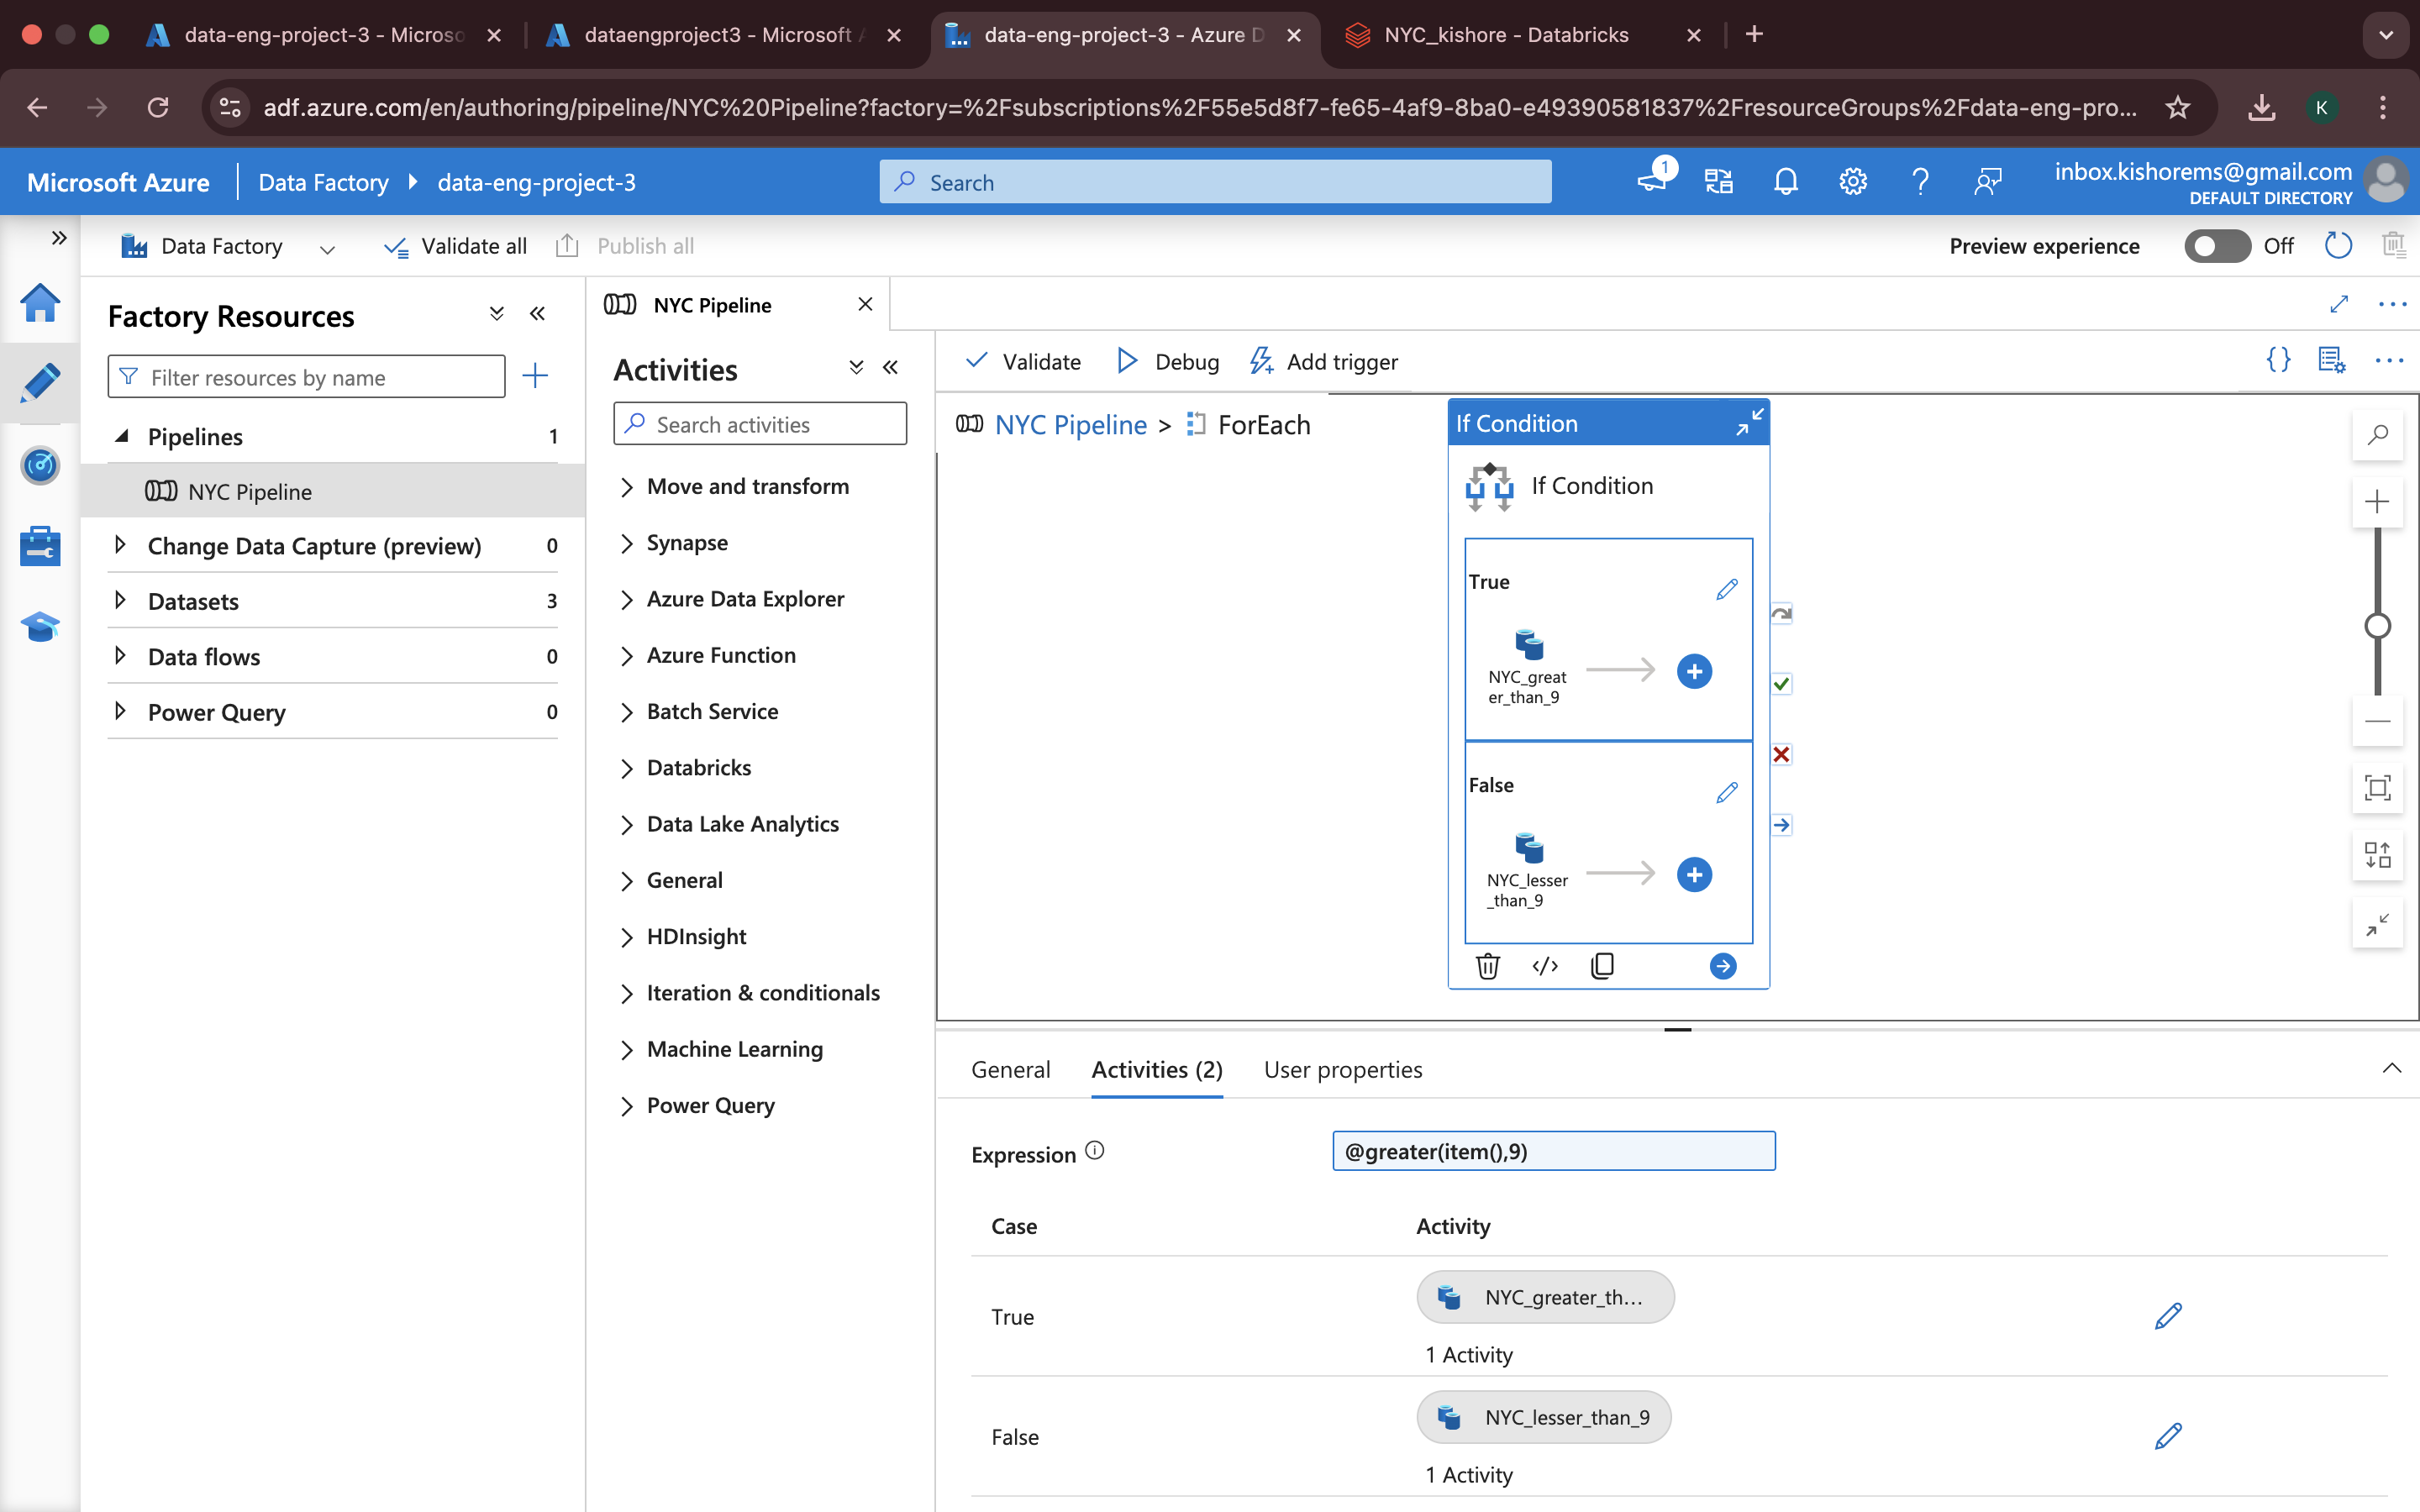 data-eng-project-3 - Microso
dataengproject3 - Microsoft A
data-eng-project-3 - Azure D
NYC_kishore - Databricks
adf.azure.com/en/authoring/pipeline/NYC%20Pipeline?factory=%2Fsubscriptions%2F55e5d8f7-fe65-4af9-8ba0-e49390581837%2FresourceGroups%2Fdata-eng-pro...
K
Microsoft Azure
Data Factory
data-eng-project-3
Search
1
inbox.kishorems@gmail.com
DEFAULT DIRECTORY
Data Factory
Validate all
Publish all
Preview experience
Off
Factory Resources
Filter resources by name
Pipelines 1
NYC Pipeline
Change Data Capture (preview) 0
Datasets 3
Data flows 0
Power Query 0
NYC Pipeline
Activities
Search activities
Move and transform
Synapse
Azure Data Explorer
Azure Function
Batch Service
Databricks
Data Lake Analytics
General
HDInsight
Iteration & conditionals
Machine Learning
Power Query
Validate
Debug
Add trigger
NYC Pipeline > ForEach
If Condition
If Condition
True
NYC_great
er_than_9
False
NYC_lesser
_than_9
General
Activities (2)
User properties
Expression
@greater(item(),9)
Case
Activity
True
NYC_greater_th...
1 Activity
False
NYC_lesser_than_9
1 Activity